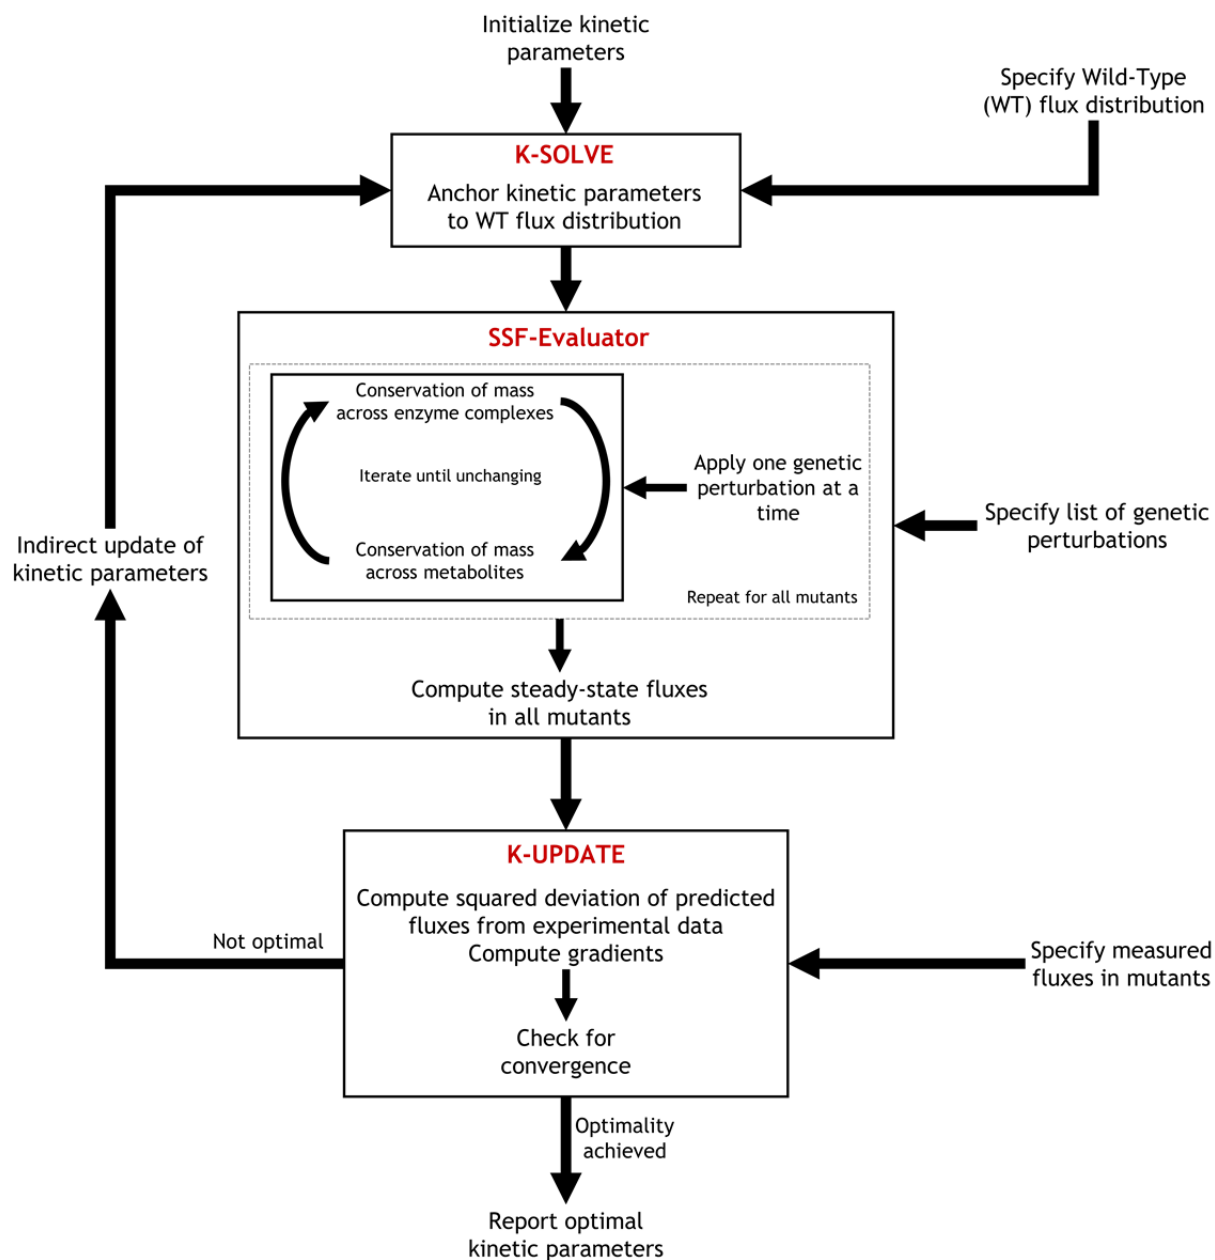 Initialize kinetic
parameters
Specify Wild-Type
(WT) flux distribution
K-SOLVE
Anchor kinetic parameters
to WT flux distribution
SSF-Evaluator
Conservation of mass
across enzyme complexes
Iterate until unchanging
Conservation of mass
across metabolites
Apply one genetic
perturbation at a
time
Repeat for all mutants
Specify list of genetic
perturbations
Indirect update of
kinetic parameters
Compute steady-state fluxes
in all mutants
K-UPDATE
Compute squared deviation of predicted
fluxes from experimental data
Compute gradients
Check for
convergence
Not optimal
Specify measured
fluxes in mutants
Optimality
achieved
Report optimal
kinetic parameters